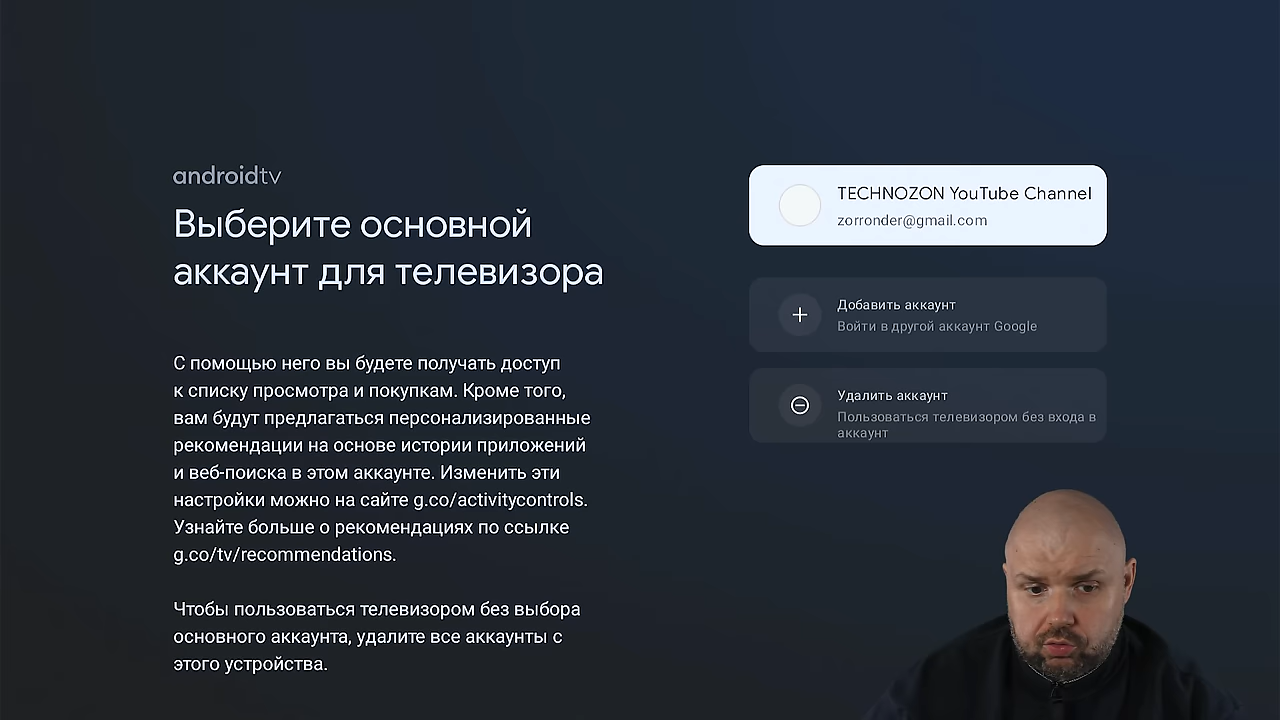 androidtv
Выберите основной
аккаунт для телевизора
С помощью него вы будете получать доступ
к списку просмотра и покупкам. Кроме того,
вам будут предлагаться персонализированные
рекомендации на основе истории приложений
и веб-поиска в этом аккаунте. Изменить эти
настройки можно на сайте g.co/activitycontrols.
Узнайте больше о рекомендациях по ссылке
g.co/tv/recommendations.
Чтобы пользоваться телевизором без выбора
основного аккаунта, удалите все аккаунты с
этого устройства.
TECHNOZON YouTube Channel
zorronder@gmail.com
Добавить аккаунт
Войти в другой аккаунт Google
Удалить аккаунт
Пользоваться телевизором без входа в
аккаунт